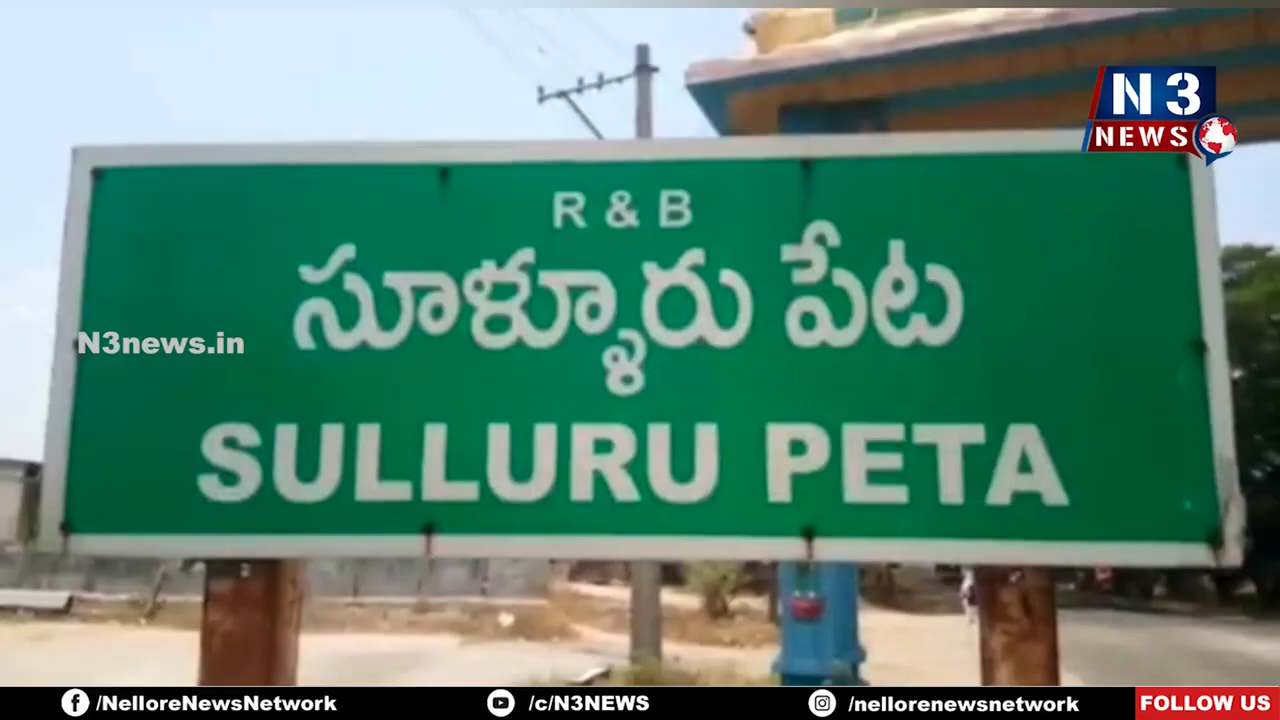 N3
NEWS
R & B
సూళ్ళూరు పేట
N3news.in
SULLURU PETA
/NelloreNewsNetwork
/c/N3NEWS
/nellorenewsnetwork
FOLLOW US